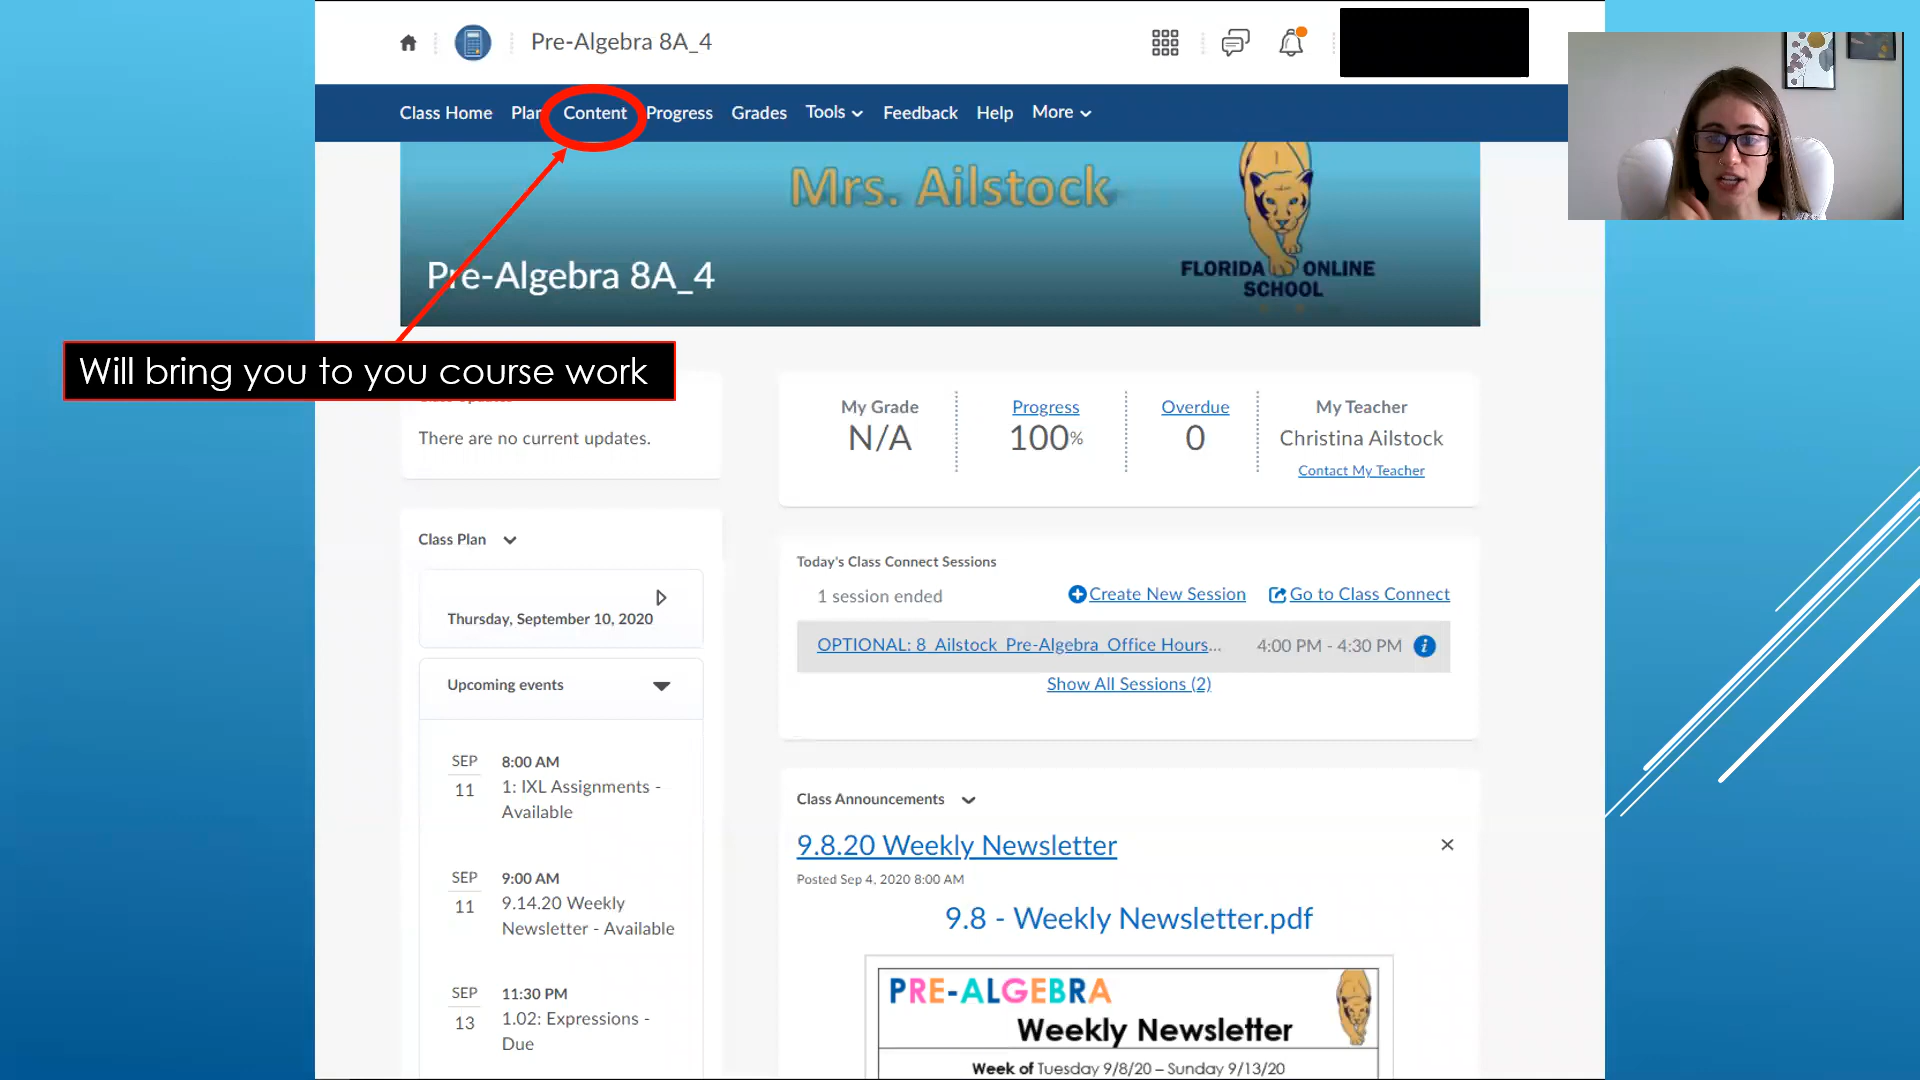 Pre-Algebra 8A_4
Class Home Plan Content Progress Grades Tools Feedback Help More
Mrs. Ailstock
Pre-Algebra 8A_4
FLORIDA ONLINE
SCHOOL
Will bring you to you course work
There are no current updates.
My Grade
N/A
Progress
100%
Overdue
0
My Teacher
Christina Ailstock
Contact My Teacher
Class Plan
Thursday, September 10, 2020
Upcoming events
SEP
11
8:00 AM
1: IXL Assignments -
Available
SEP
11
9:00 AM
9.14.20 Weekly
Newsletter - Available
SEP
13
11:30 PM
1.02: Expressions -
Due
Today's Class Connect Sessions
1 session ended
Create New Session
Go to Class Connect
OPTIONAL: 8_Ailstock_Pre-Algebra_Office Hours... 4:00 PM - 4:30 PM
Show All Sessions (2)
Class Announcements
9.8.20 Weekly Newsletter
Posted Sep 4, 2020 8:00 AM
9.8 - Weekly Newsletter.pdf
PRE-ALGEBRA
Weekly Newsletter
Week of Tuesday 9/8/20 – Sunday 9/13/20